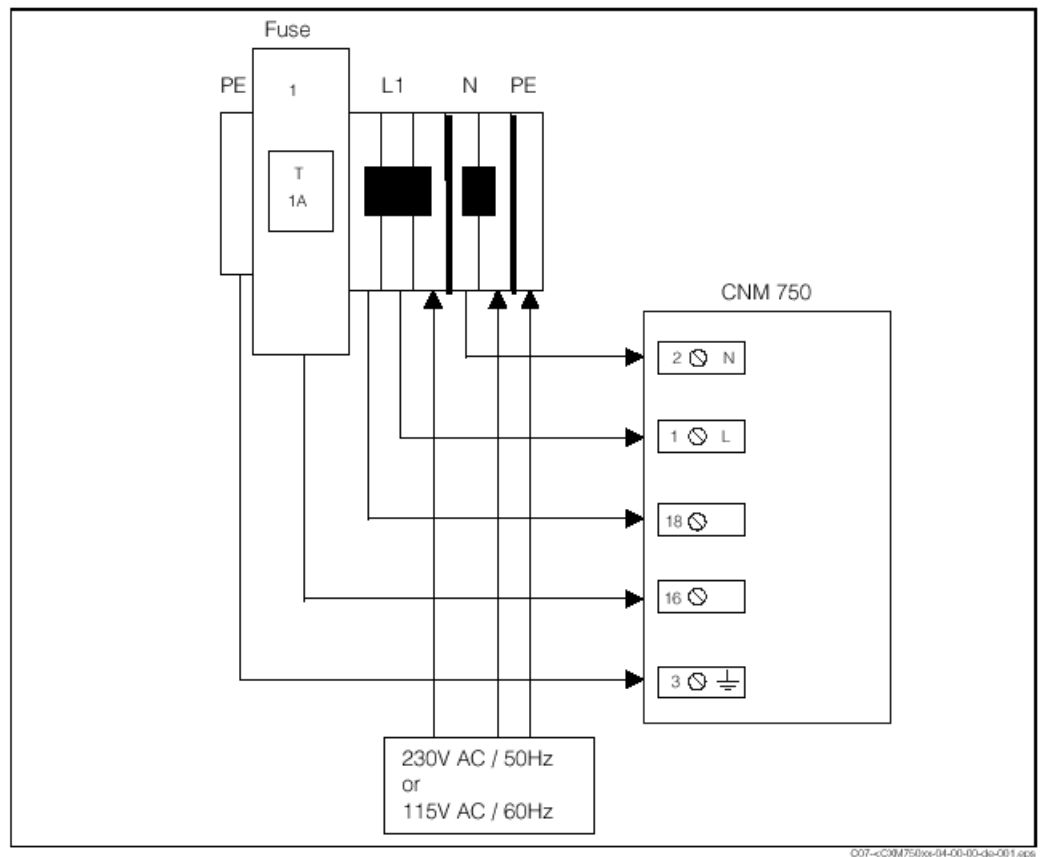 Fuse
PE
1
L1
N
PE
T
1A
CNM 750
2 N
1 L
18
16
3
230V AC / 50Hz
or
115V AC / 60Hz